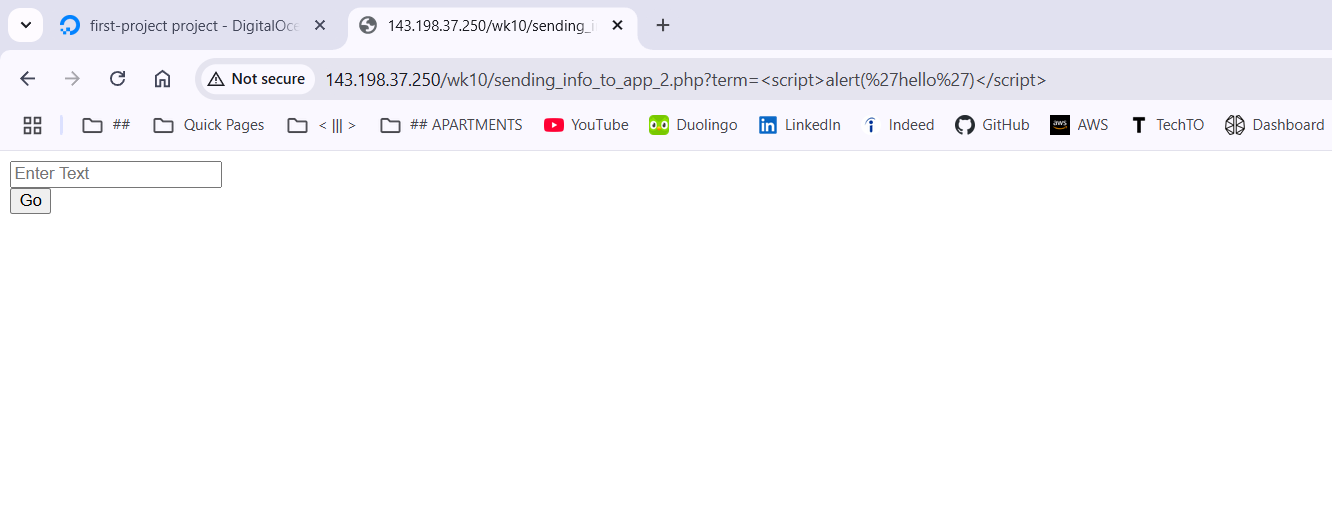 first-project project - DigitalOce
143.198.37.250/wk10/sending_i
Not secure 143.198.37.250/wk10/sending_info_to_app_2.php?term=<script>alert(%27hello%27)</script>
## Quick Pages < ||| > ## APARTMENTS YouTube Duolingo LinkedIn Indeed GitHub aws AWS T TechTO Dashboard
Enter Text
Go